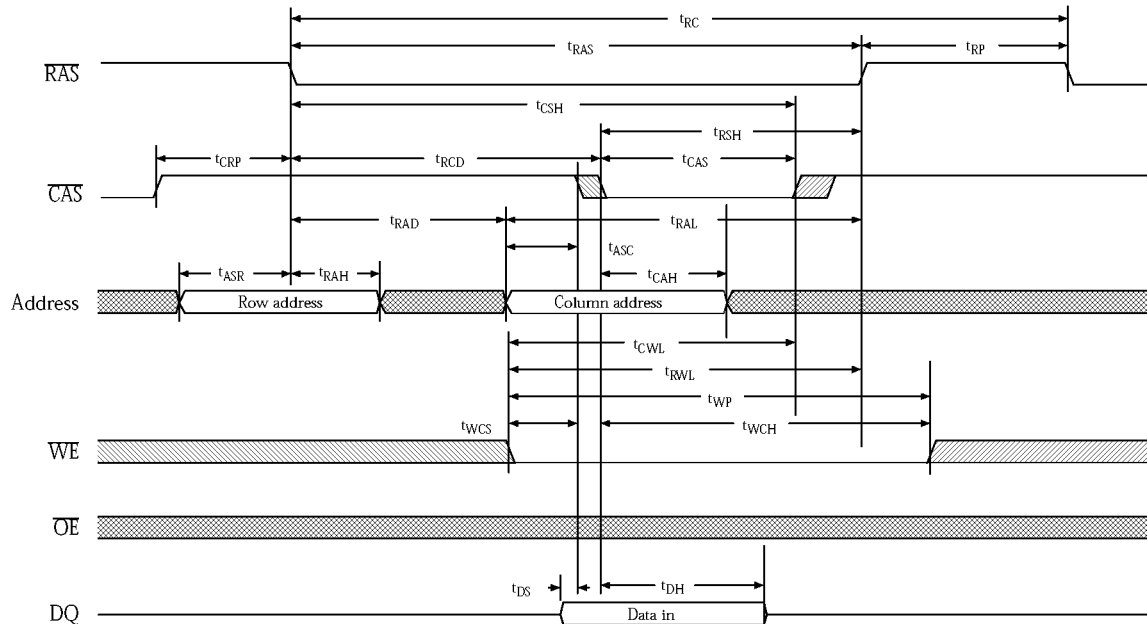 tRC
tRAS tRP
RAS
tCSH
tRSH
tCRP tRCD tCAS
CAS
tRAD tRAL
tASC
tASR tRAH tCAH
Address Row address Column address
tCWL
tRWL
tWP
tWCS tWCH
WE
OE
tDS tDH
DQ Data in